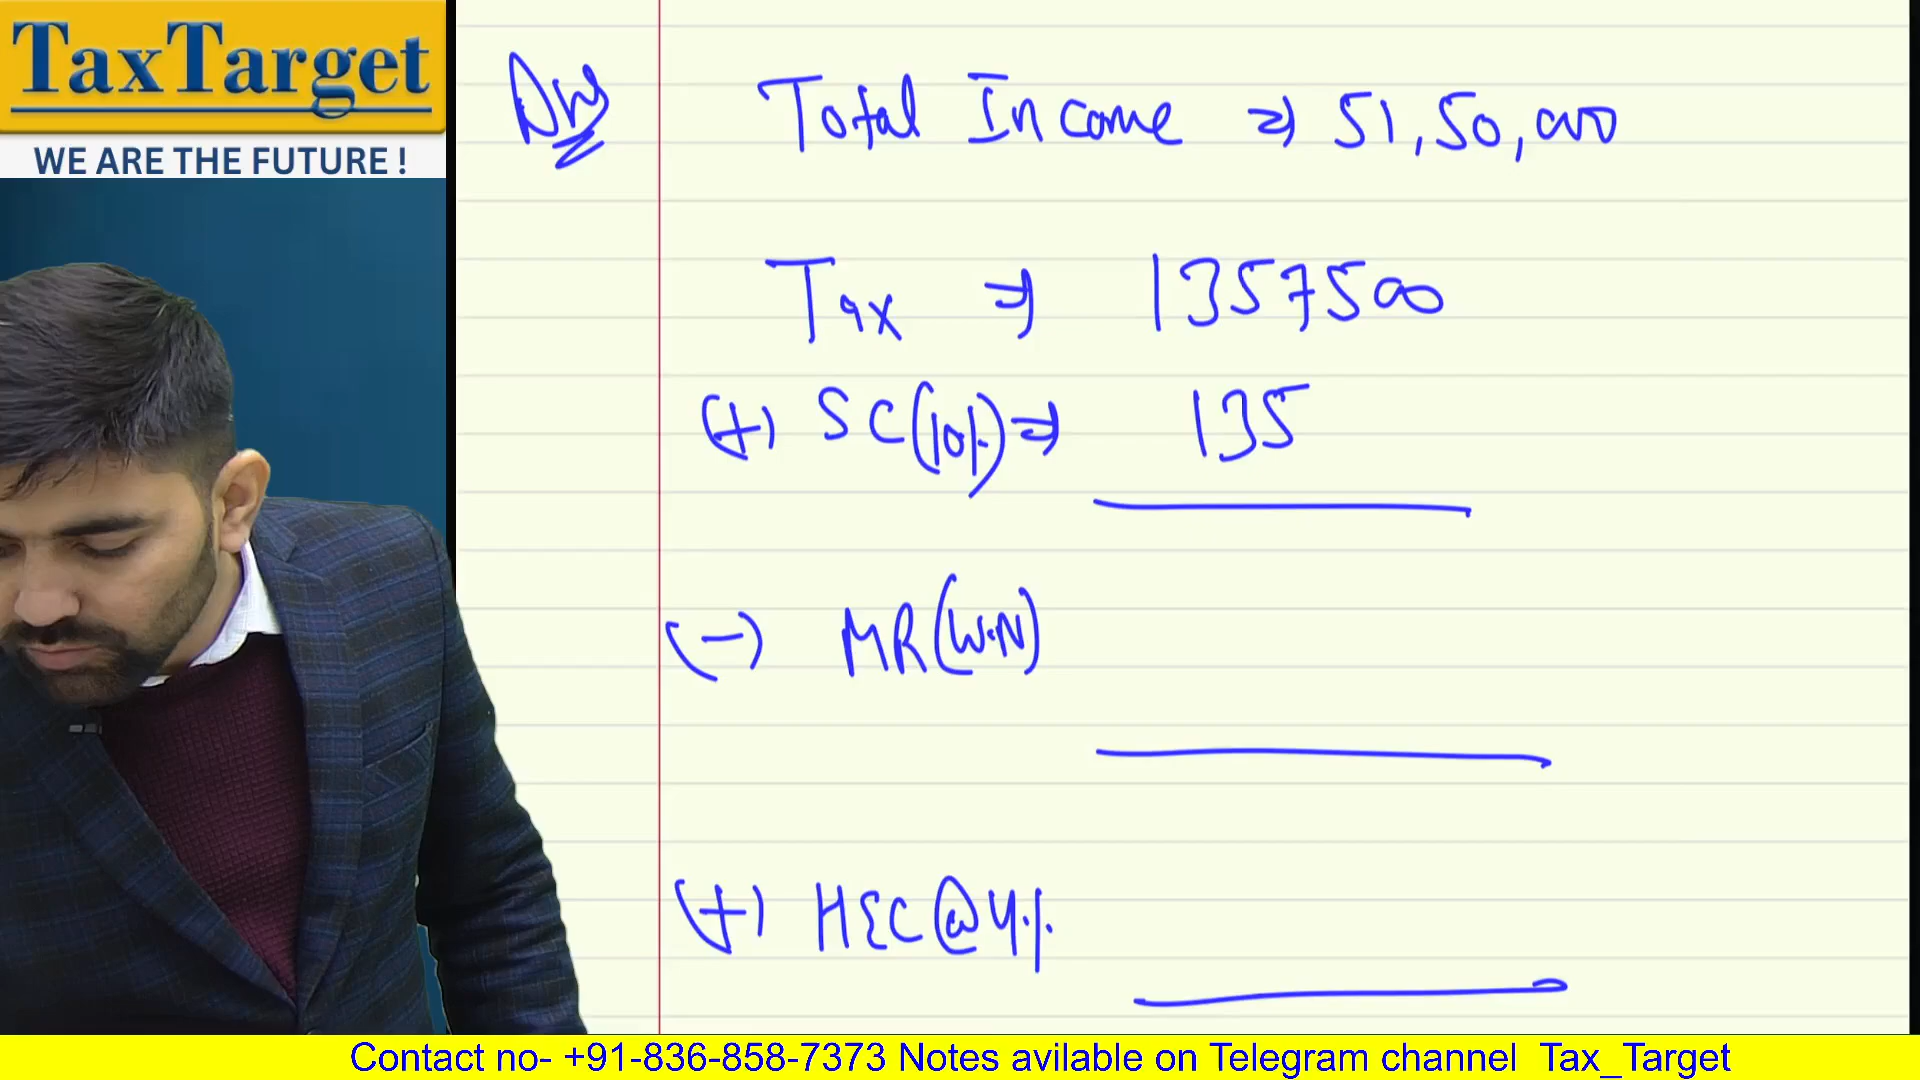 TaxTarget
WE ARE THE FUTURE !
Ans
Total Income ⇒ 51,50,000
Tax ⇒ 1357500
(+) SC(10%) ⇒ 135
(-) MR(W.N)
(+) HEC@4%
Contact no- +91-836-858-7373 Notes avilable on Telegram channel Tax_Target